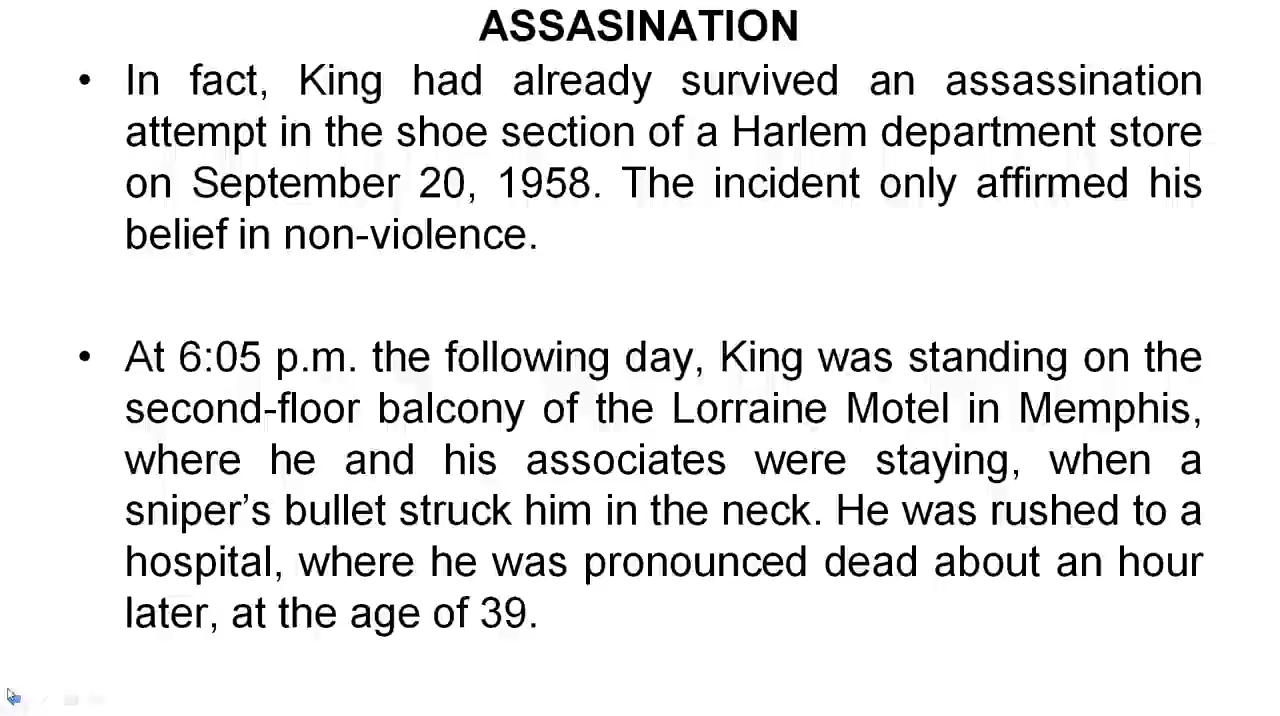 ASSASINATION
• In fact, King had already survived an assassination
attempt in the shoe section of a Harlem department store
on September 20, 1958. The incident only affirmed his
belief in non-violence.
• At 6:05 p.m. the following day, King was standing on the
second-floor balcony of the Lorraine Motel in Memphis,
where he and his associates were staying, when a
sniper’s bullet struck him in the neck. He was rushed to a
hospital, where he was pronounced dead about an hour
later, at the age of 39.